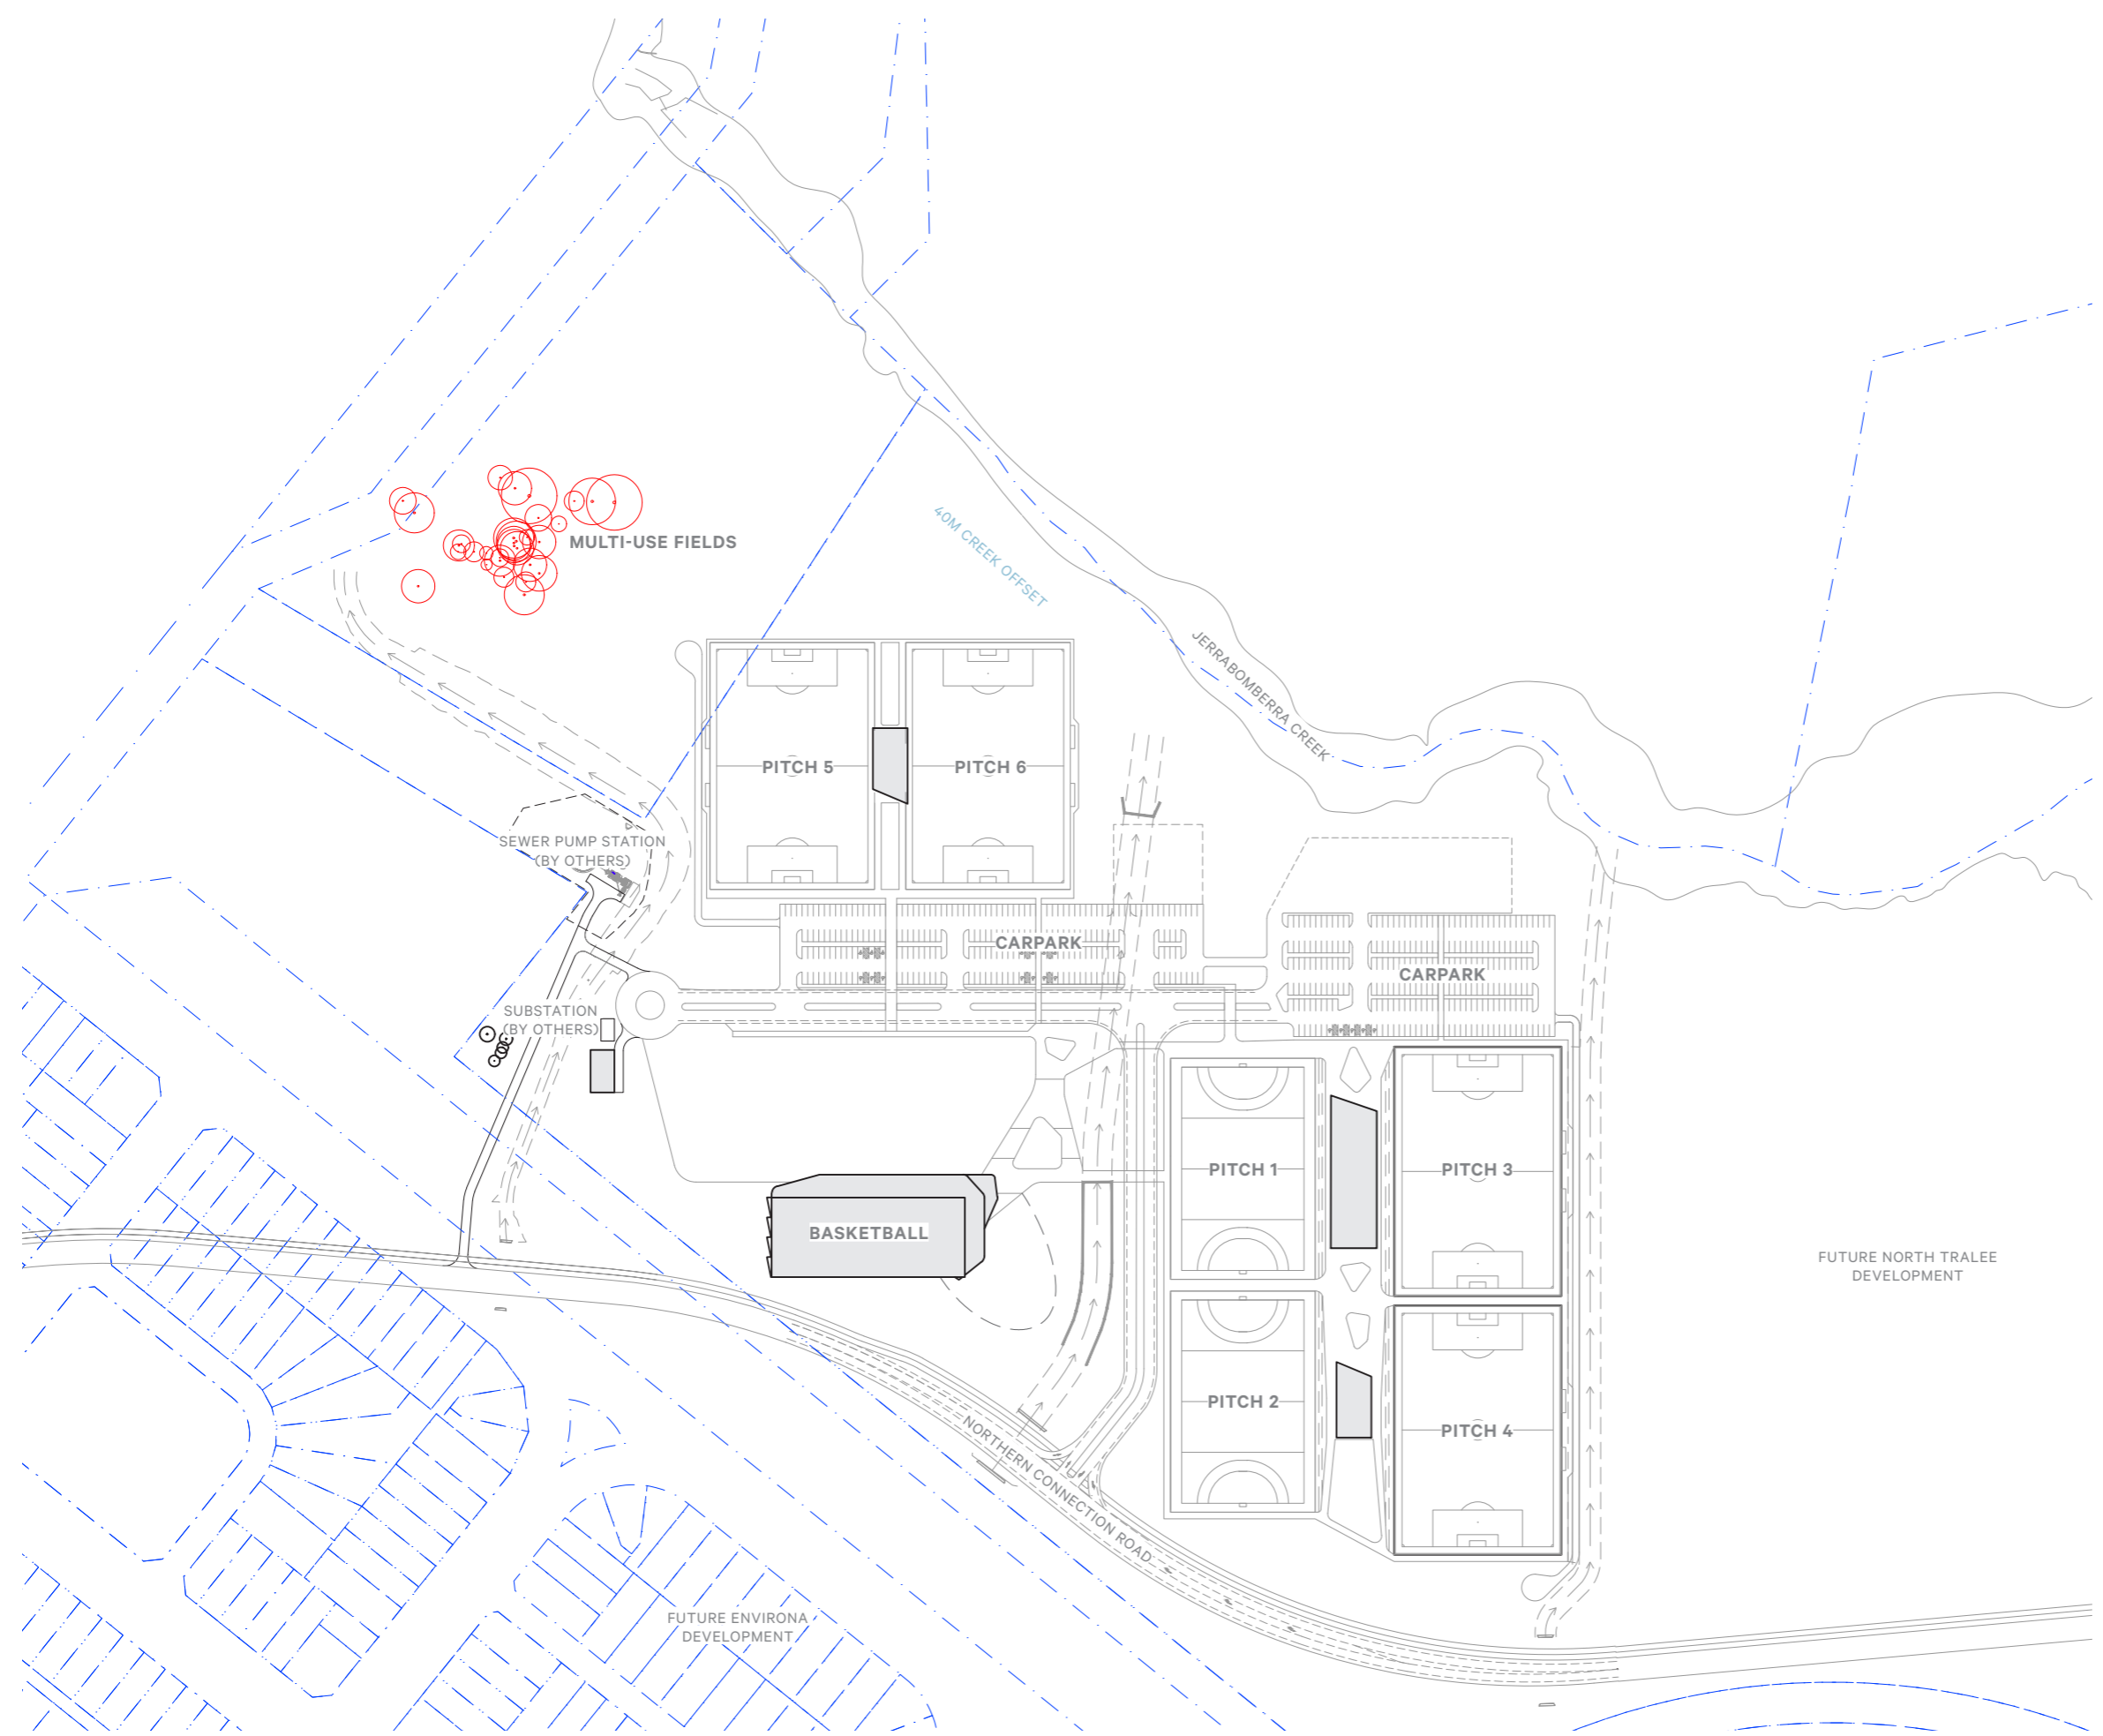 MULTI-USE FIELDS
40M CREEK OFFSET
JERRABOMBERRA CREEK
PITCH 5
PITCH 6
SEWER PUMP STATION
(BY OTHERS)
CARPARK
CARPARK
SUBSTATION
(BY OTHERS)
PITCH 1
PITCH 3
BASKETBALL
FUTURE NORTH TRALEE
DEVELOPMENT
PITCH 2
PITCH 4
NORTHERN CONNECTION ROAD
FUTURE ENVIRONA
DEVELOPMENT